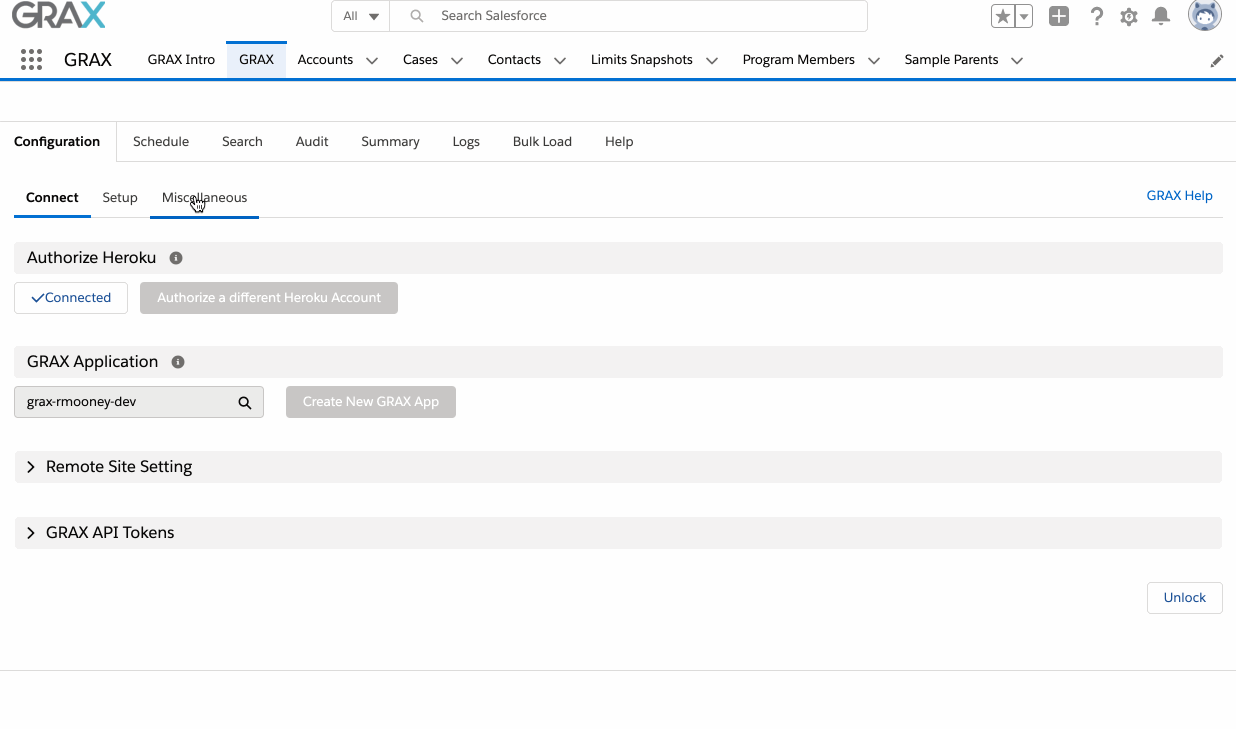 GRAX
All Search Salesforce
GRAX GRAX Intro GRAX Accounts Cases Contacts Limits Snapshots Program Members Sample Parents
Configuration Schedule Search Audit Summary Logs Bulk Load Help
Connect Setup Miscellaneous GRAX Help
Authorize Heroku
Connected Authorize a different Heroku Account
GRAX Application
grax-rmooney-dev Create New GRAX App
Remote Site Setting
GRAX API Tokens
Unlock